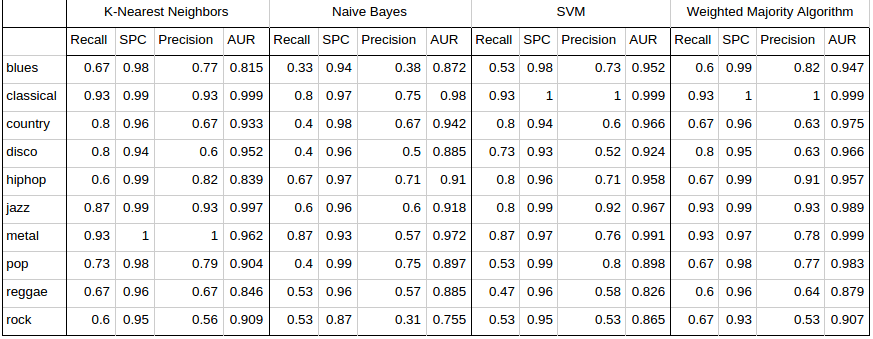 K-Nearest Neighbors Naive Bayes SVM Weighted Majority Algorithm
Recall SPC Precision AUR Recall SPC Precision AUR Recall SPC Precision AUR Recall SPC Precision AUR
blues 0.67 0.98 0.77 0.815 0.33 0.94 0.38 0.872 0.53 0.98 0.73 0.952 0.6 0.99 0.82 0.947
classical 0.93 0.99 0.93 0.999 0.8 0.97 0.75 0.98 0.93 1 1 0.999 0.93 1 1 0.999
country 0.8 0.96 0.67 0.933 0.4 0.98 0.67 0.942 0.8 0.94 0.6 0.966 0.67 0.96 0.63 0.975
disco 0.8 0.94 0.6 0.952 0.4 0.96 0.5 0.885 0.73 0.93 0.52 0.924 0.8 0.95 0.63 0.966
hiphop 0.6 0.99 0.82 0.839 0.67 0.97 0.71 0.91 0.8 0.96 0.71 0.958 0.67 0.99 0.91 0.957
jazz 0.87 0.99 0.93 0.997 0.6 0.96 0.6 0.918 0.8 0.99 0.92 0.967 0.93 0.99 0.93 0.989
metal 0.93 1 1 0.962 0.87 0.93 0.57 0.972 0.87 0.97 0.76 0.991 0.93 0.97 0.78 0.999
pop 0.73 0.98 0.79 0.904 0.4 0.99 0.75 0.897 0.53 0.99 0.8 0.898 0.67 0.98 0.77 0.983
reggae 0.67 0.96 0.67 0.846 0.53 0.96 0.57 0.885 0.47 0.96 0.58 0.826 0.6 0.96 0.64 0.879
rock 0.6 0.95 0.56 0.909 0.53 0.87 0.31 0.755 0.53 0.95 0.53 0.865 0.67 0.93 0.53 0.907